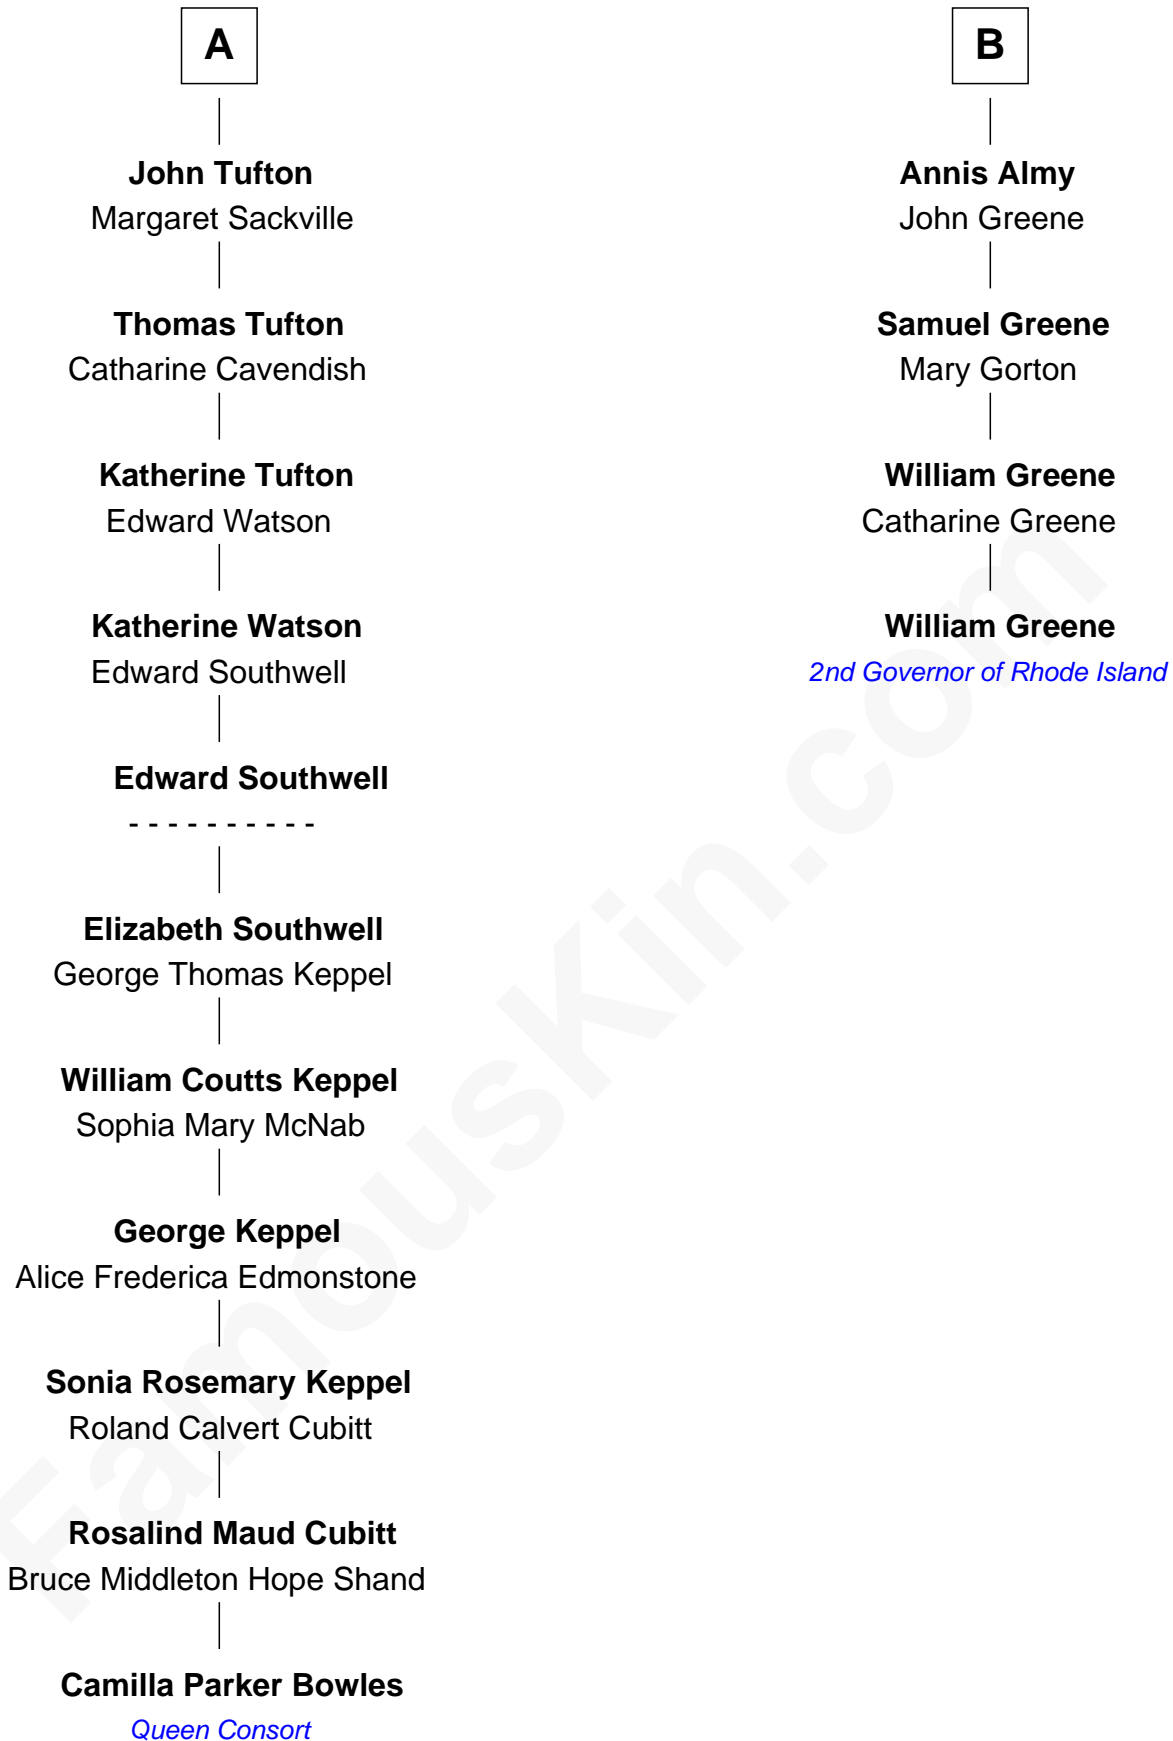 A
John Tufton
Margaret Sackville
Thomas Tufton
Catharine Cavendish
Katherine Tufton
Edward Watson
Katherine Watson
Edward Southwell
Edward Southwell
- - - - - - - - - -
Elizabeth Southwell
George Thomas Keppel
William Coutts Keppel
Sophia Mary McNab
George Keppel
Alice Frederica Edmonstone
Sonia Rosemary Keppel
Roland Calvert Cubitt
Rosalind Maud Cubitt
Bruce Middleton Hope Shand
Camilla Parker Bowles
Queen Consort
B
Annis Almy
John Greene
Samuel Greene
Mary Gorton
William Greene
Catharine Greene
William Greene
2nd Governor of Rhode Island
FamousKin.com